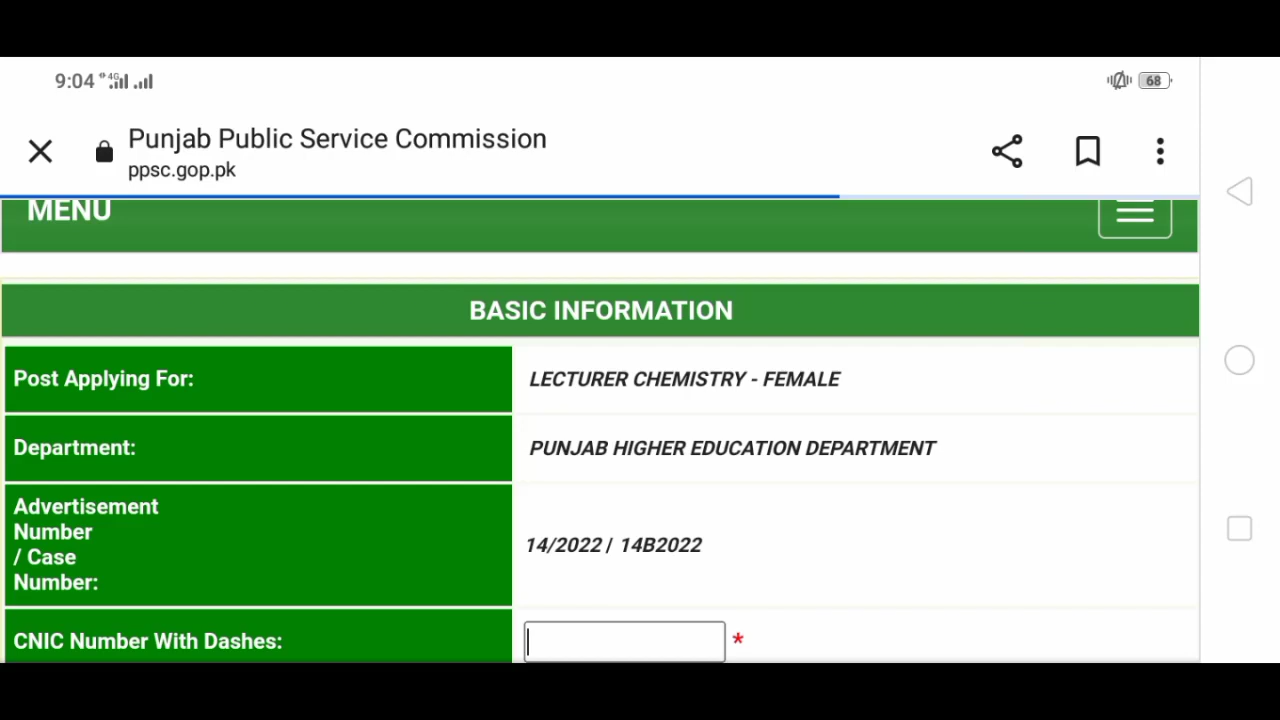 9:04 4G 68
Punjab Public Service Commission
ppsc.gop.pk
MENU
BASIC INFORMATION
Post Applying For: LECTURER CHEMISTRY - FEMALE
Department: PUNJAB HIGHER EDUCATION DEPARTMENT
Advertisement
Number
/ Case
Number:
14/2022 / 14B2022
CNIC Number With Dashes: *